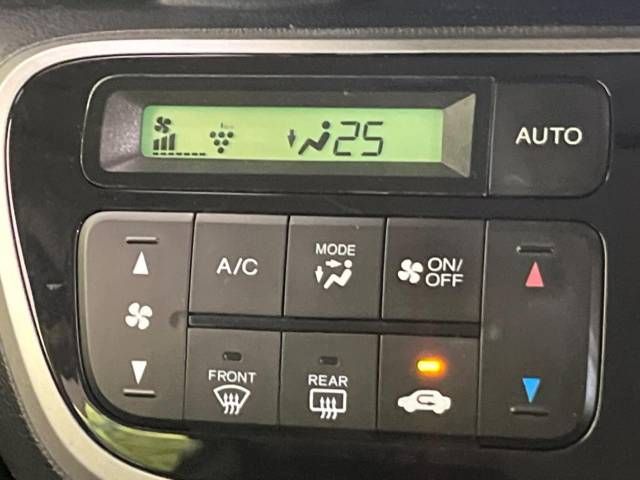 25
AUTO
A/C
MODE
ON/
OFF
FRONT
REAR